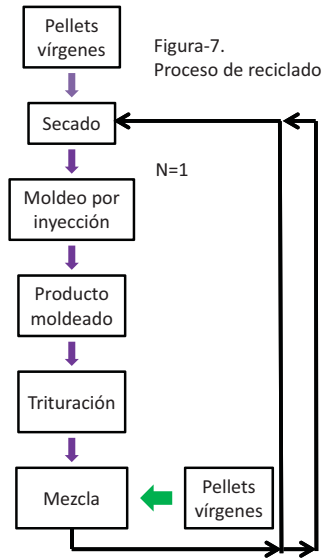 Pellets
vírgenes
Figura-7.
Proceso de reciclado
Secado
N=1
Moldeo por
inyección
Producto
moldeado
Trituración
Mezcla
Pellets
vírgenes